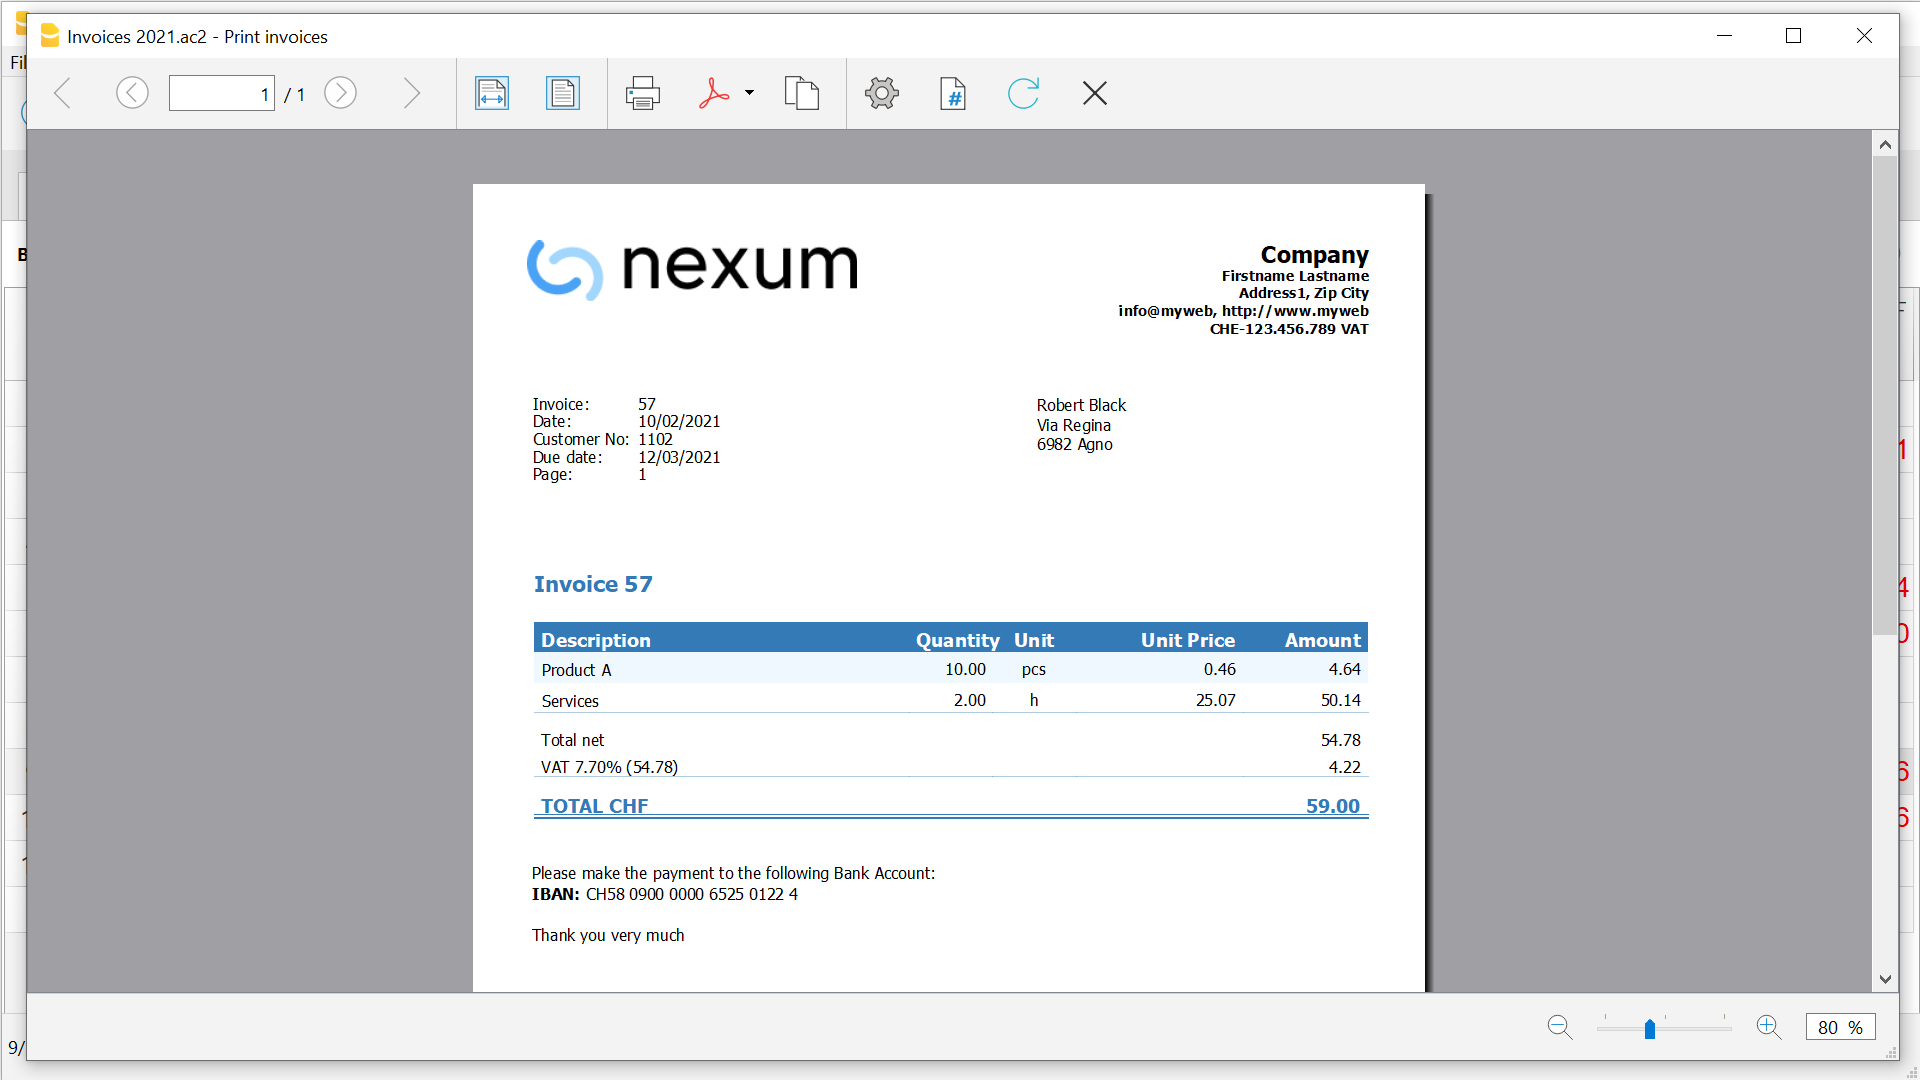 Invoices 2021.ac2 - Print invoices
1 / 1
nexum
Company
Firstname Lastname
Address1, Zip City
info@myweb, http://www.myweb
CHE-123.456.789 VAT
Invoice: 57
Date: 10/02/2021
Customer No: 1102
Due date: 12/03/2021
Page: 1
Robert Black
Via Regina
6982 Agno
Invoice 57
Description Quantity Unit Unit Price Amount
Product A 10.00 pcs 0.46 4.64
Services 2.00 h 25.07 50.14
Total net 54.78
VAT 7.70% (54.78) 4.22
TOTAL CHF 59.00
Please make the payment to the following Bank Account:
IBAN: CH58 0900 0000 6525 0122 4
Thank you very much
80 %
9/